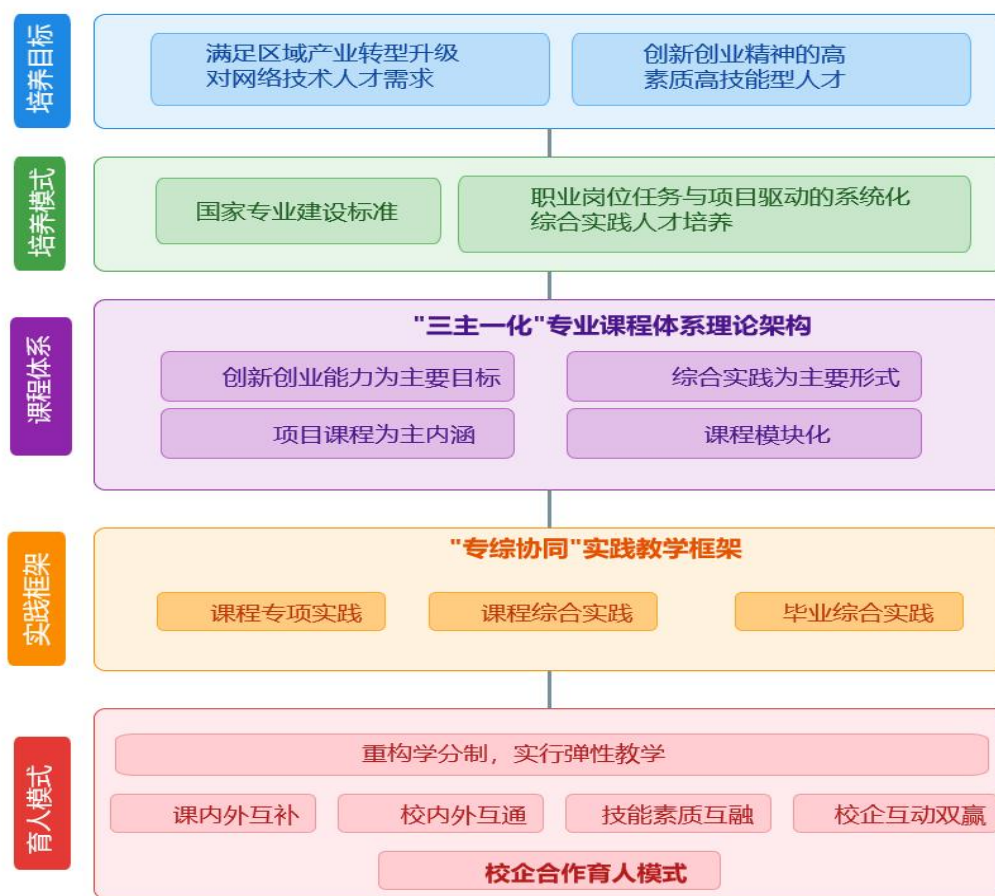 培养目标
满足区域产业转型升级
对网络技术人才需求
创新创业精神的高
素质高技能型人才
培养模式
国家专业建设标准
职业岗位任务与项目驱动的系统化
综合实践人才培养
课程体系
"三主一化"专业课程体系理论架构
创新创业能力为主要目标
综合实践为主要形式
项目课程为主内涵
课程模块化
实践框架
"专综协同"实践教学框架
课程专项实践
课程综合实践
毕业综合实践
育人模式
重构学分制，实行弹性教学
课内外互补
校内外互通
技能素质互融
校企互动双赢
校企合作育人模式